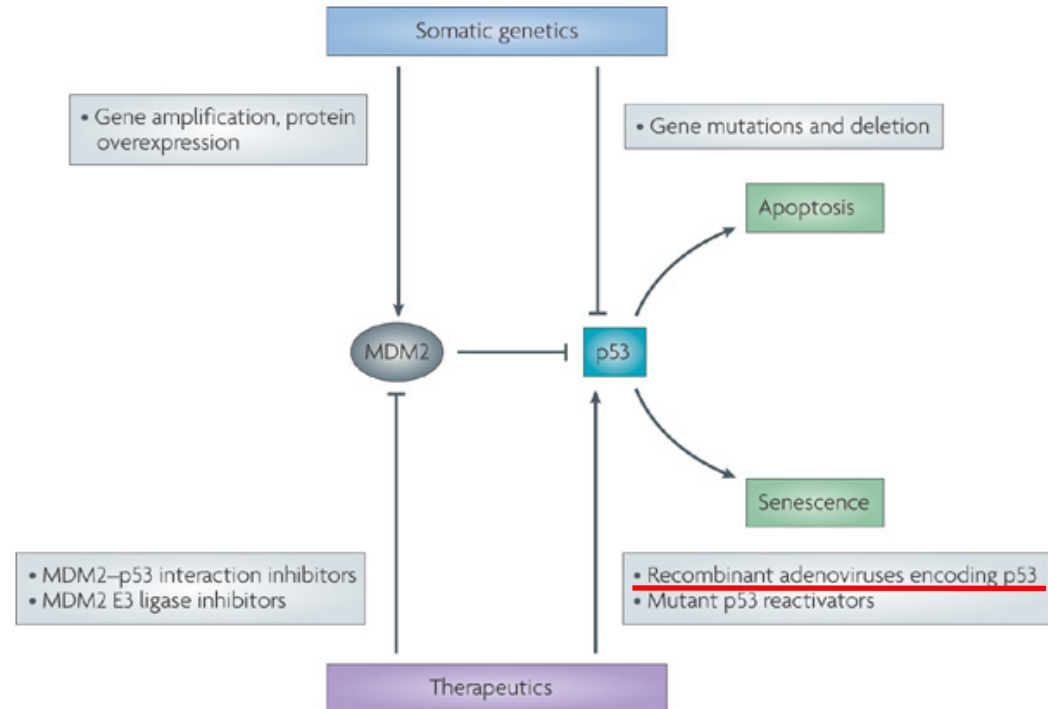 Somatic genetics
• Gene amplification, protein
overexpression
• Gene mutations and deletion
Apoptosis
MDM2
p53
Senescence
• MDM2–p53 interaction inhibitors
• MDM2 E3 ligase inhibitors
• Recombinant adenoviruses encoding p53
• Mutant p53 reactivators
Therapeutics